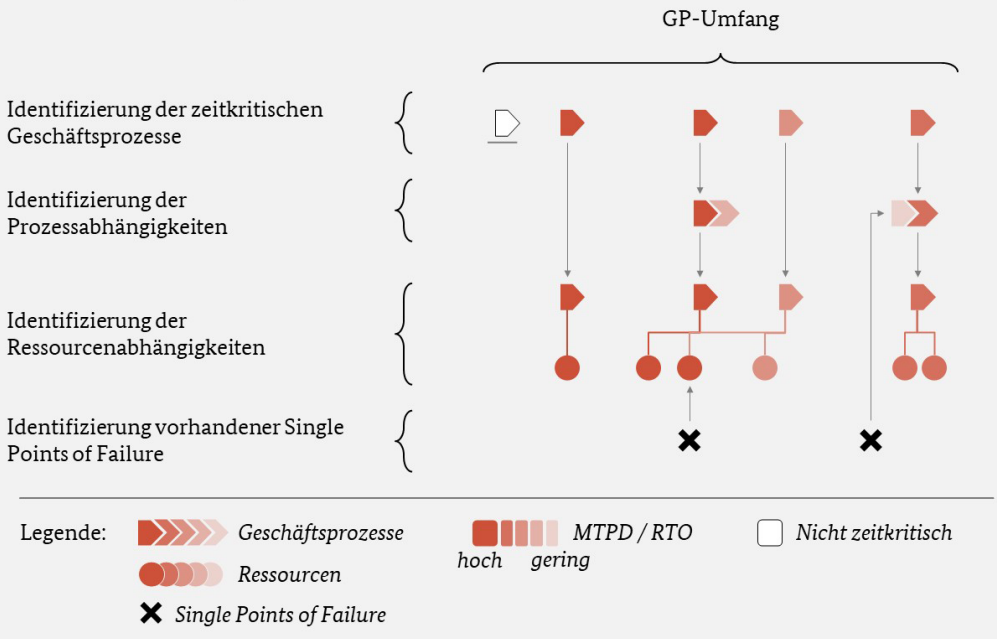 GP-Umfang
Identifizierung der zeitkritischen
Geschäftsprozesse
Identifizierung der
Prozessabhängigkeiten
Identifizierung der
Ressourcenabhängigkeiten
Identifizierung vorhandener Single
Points of Failure
Legende:
Geschäftsprozesse
MTPD / RTO
Nicht zeitkritisch
hoch
gering
Ressourcen
Single Points of Failure